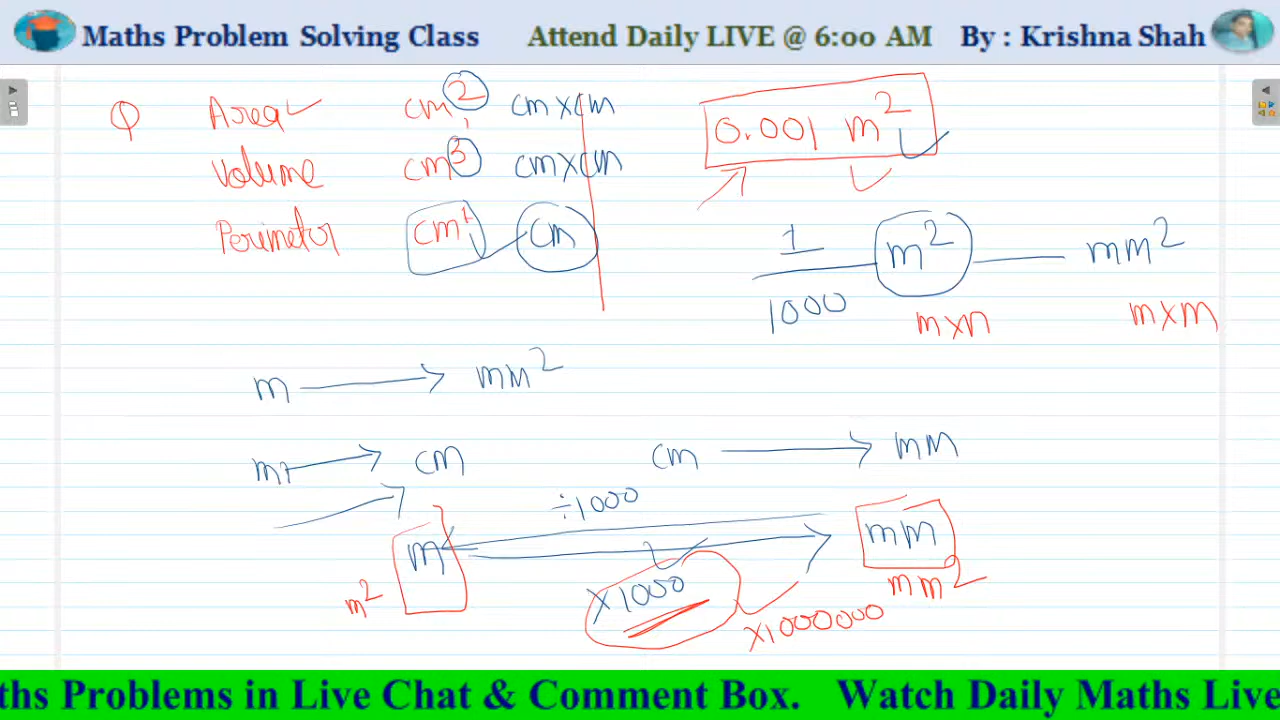 Maths Problem Solving Class Attend Daily LIVE @ 6:00 AM By : Krishna Shah
Q Area cm² cm×cm 0.001 m²
Volume cm³ cm×cm
Perimeter cm¹ cm
1/1000 m² mm²
m×m m×m
m → mm²
m → cm cm → mm
÷1000
m mm
m² ×1000 mm²
×1000000
ths Problems in Live Chat & Comment Box. Watch Daily Maths Live